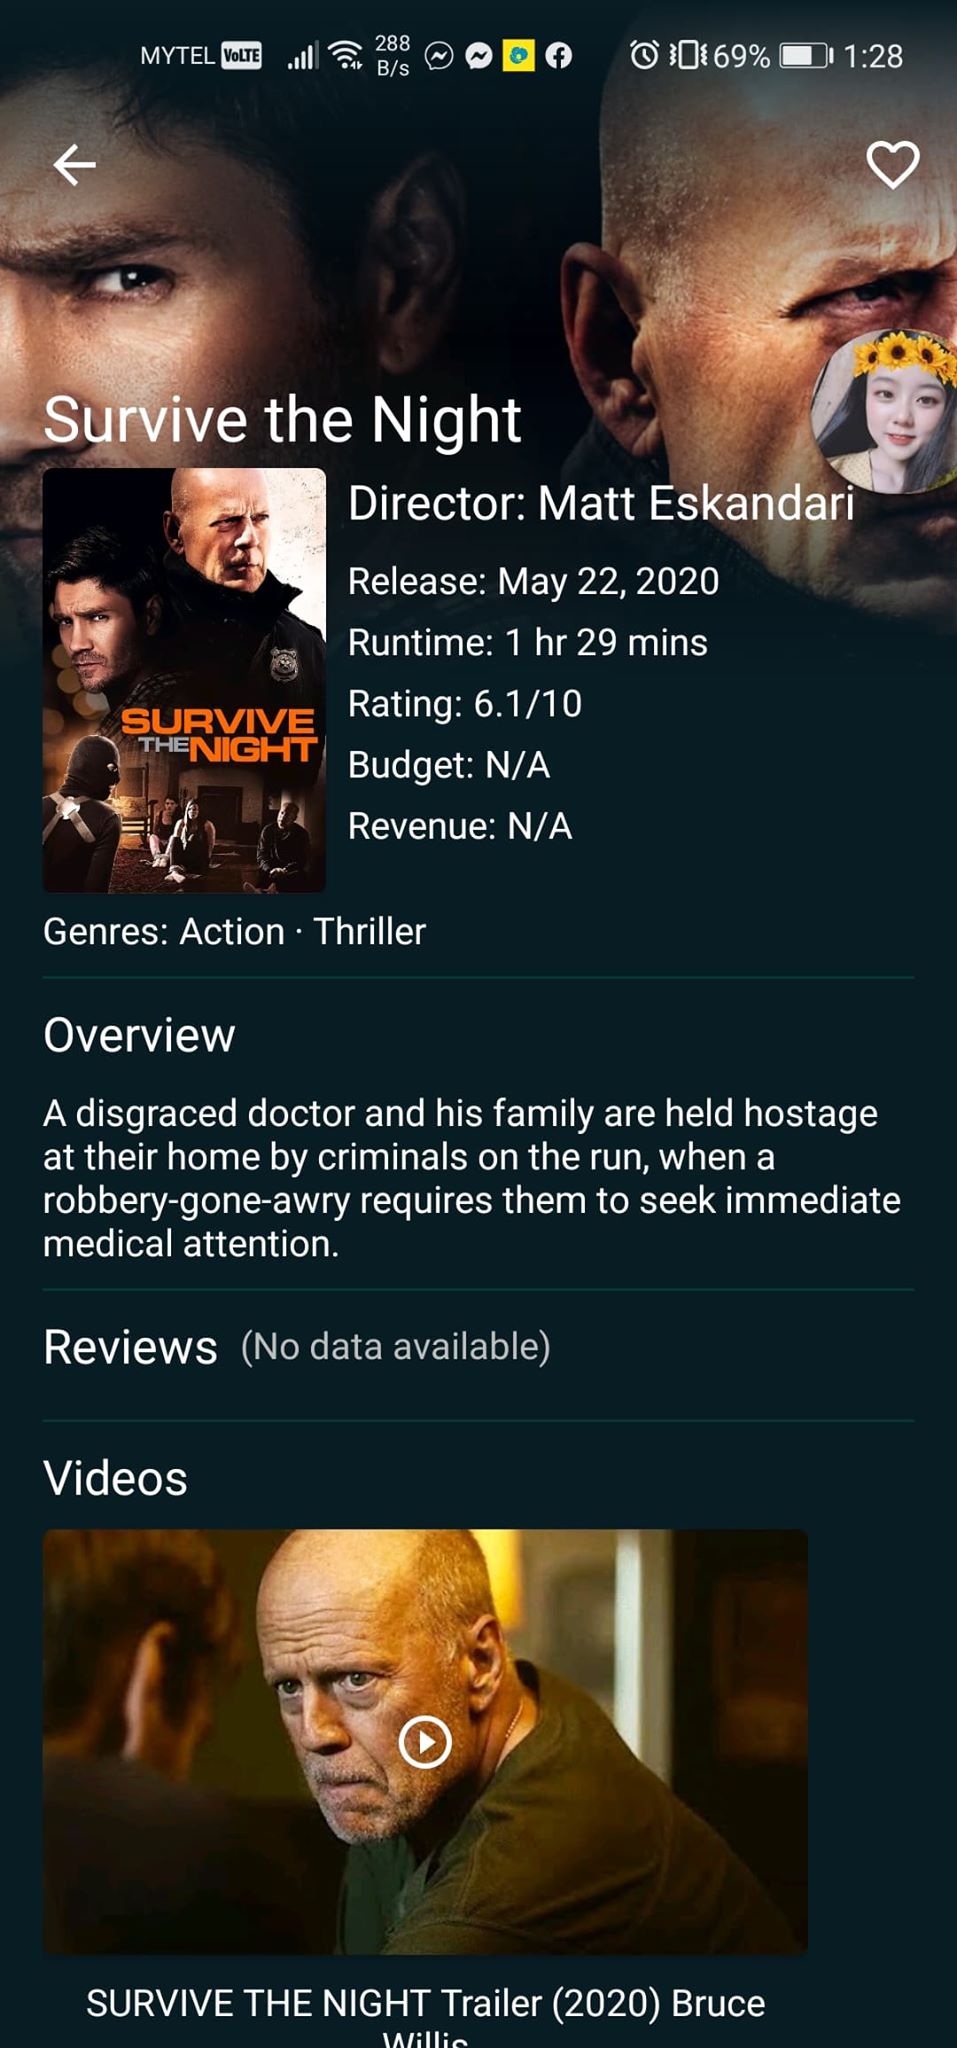 MYTEL VoLTE 288 B/s 69% 1:28
Survive the Night
Director: Matt Eskandari
Release: May 22, 2020
Runtime: 1 hr 29 mins
Rating: 6.1/10
Budget: N/A
Revenue: N/A
SURVIVE
THE NIGHT
Genres: Action · Thriller
Overview
A disgraced doctor and his family are held hostage
at their home by criminals on the run, when a
robbery-gone-awry requires them to seek immediate
medical attention.
Reviews (No data available)
Videos
SURVIVE THE NIGHT Trailer (2020) Bruce
Willis